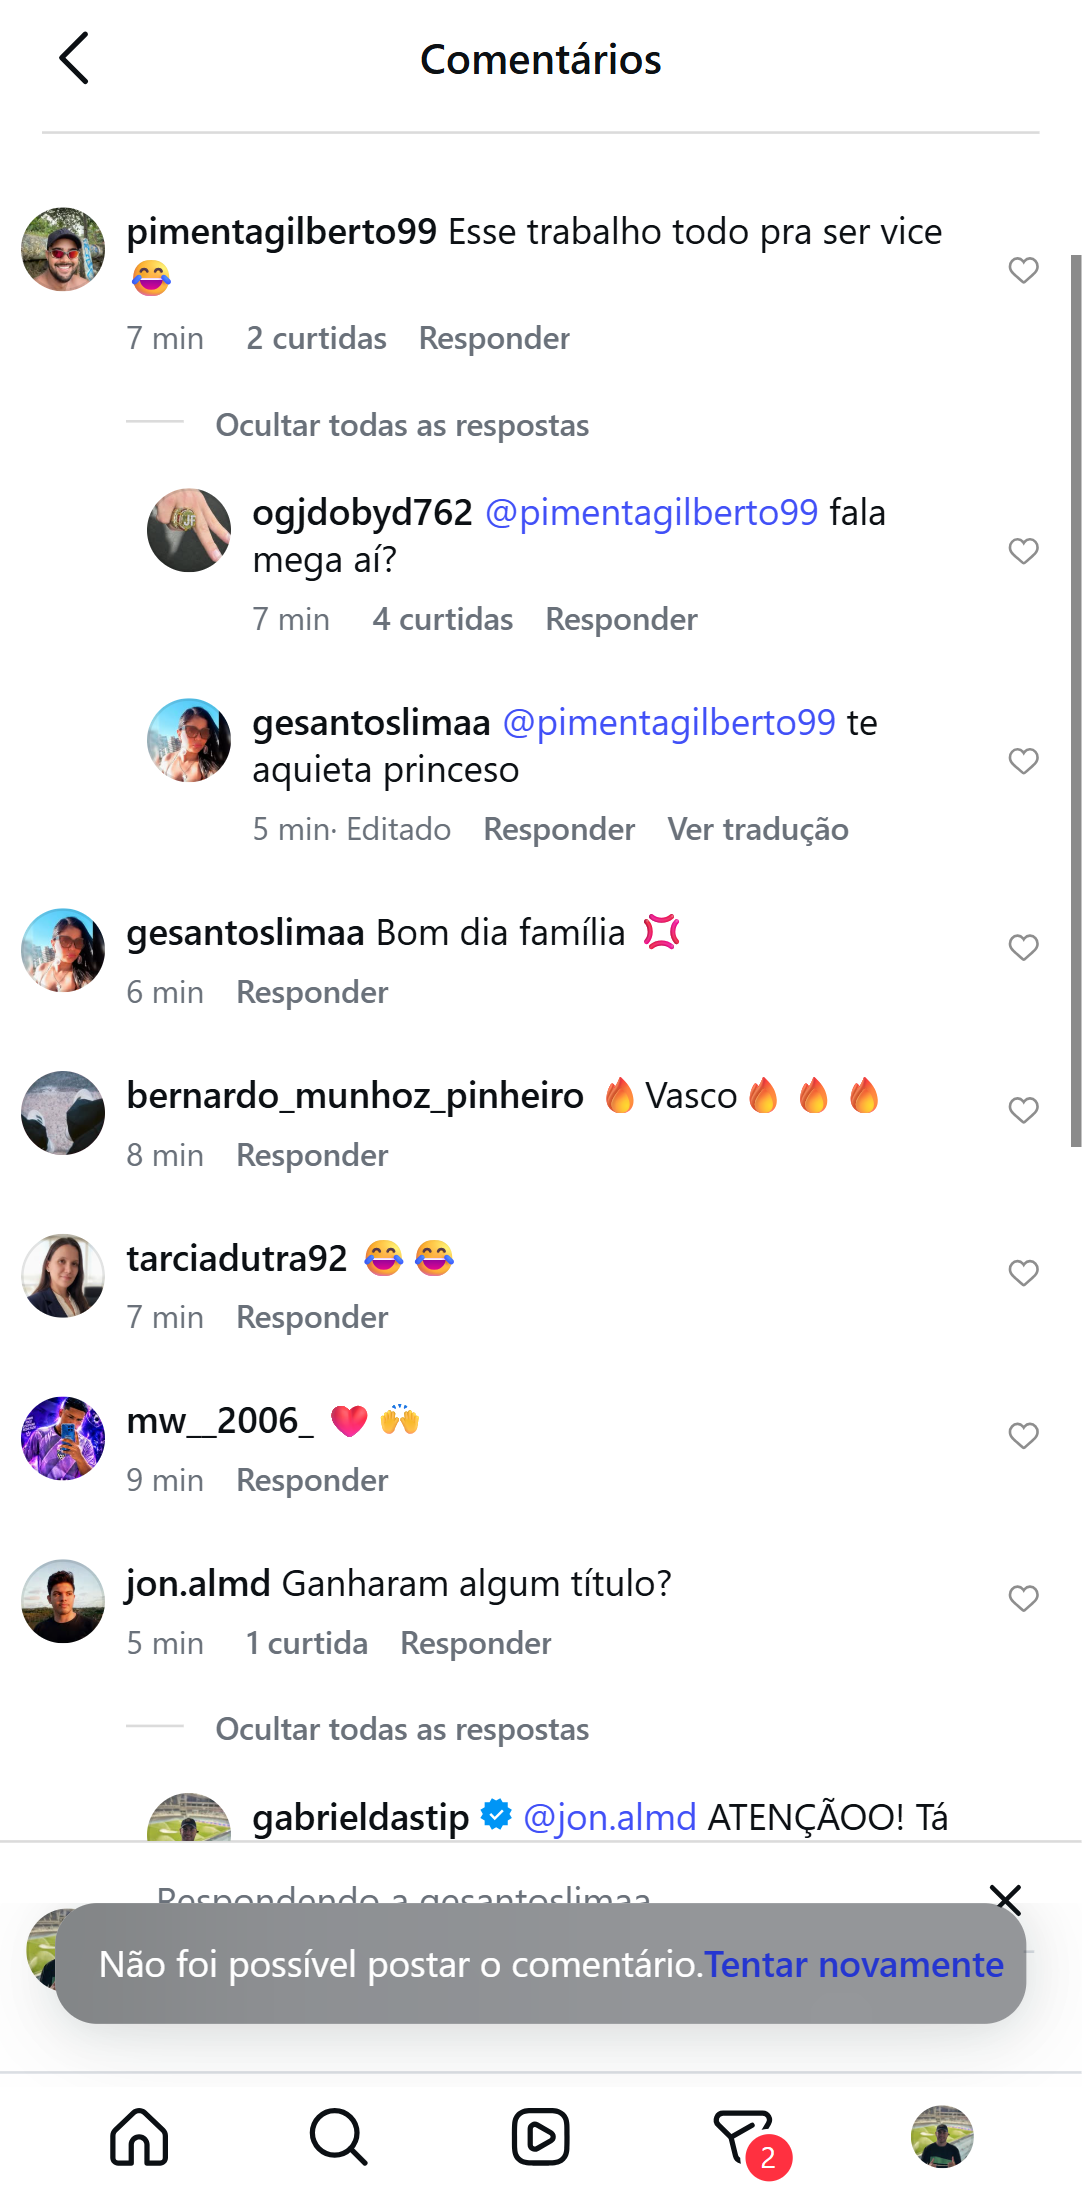 Comentários
pimentagilberto99 Esse trabalho todo pra ser vice
😂
7 min 2 curtidas Responder
Ocultar todas as respostas
ogjdobyd762 @pimentagilberto99 fala
mega aí?
7 min 4 curtidas Responder
gesantoslimaa @pimentagilberto99 te
aquieta princeso
5 min· Editado Responder Ver tradução
gesantoslimaa Bom dia família 💢
6 min Responder
bernardo_munhoz_pinheiro 🔥Vasco🔥🔥🔥
8 min Responder
tarciadutra92 😂😂
7 min Responder
mw__2006_ ❤️🙌
9 min Responder
jon.almd Ganharam algum título?
5 min 1 curtida Responder
Ocultar todas as respostas
gabrieldastip @jon.almd ATENÇÃOO! Tá
Respondendo a gesantoslimaa
Não foi possível postar o comentário.Tentar novamente
2